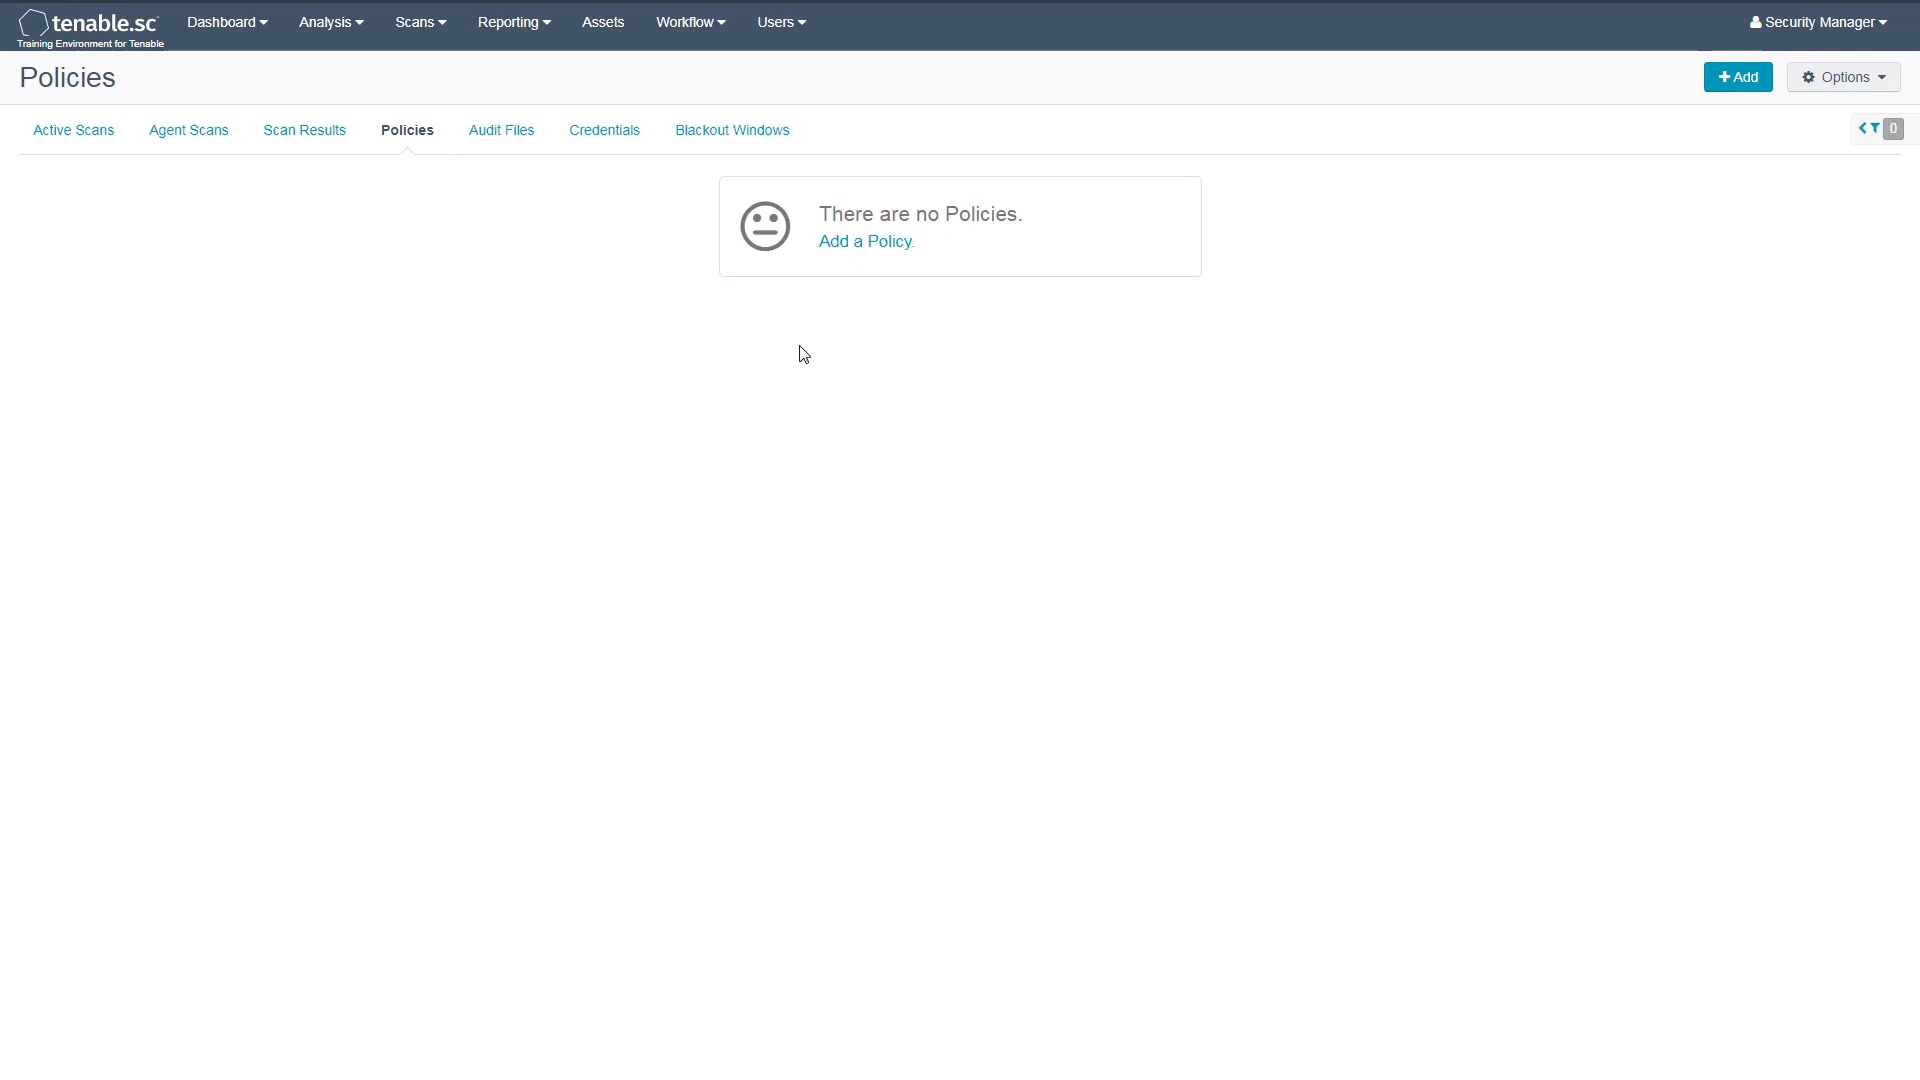 tenable.sc
Training Environment for Tenable
Dashboard Analysis Scans Reporting Assets Workflow Users Security Manager
Policies Add Options
Active Scans Agent Scans Scan Results Policies Audit Files Credentials Blackout Windows 0
There are no Policies.
Add a Policy.